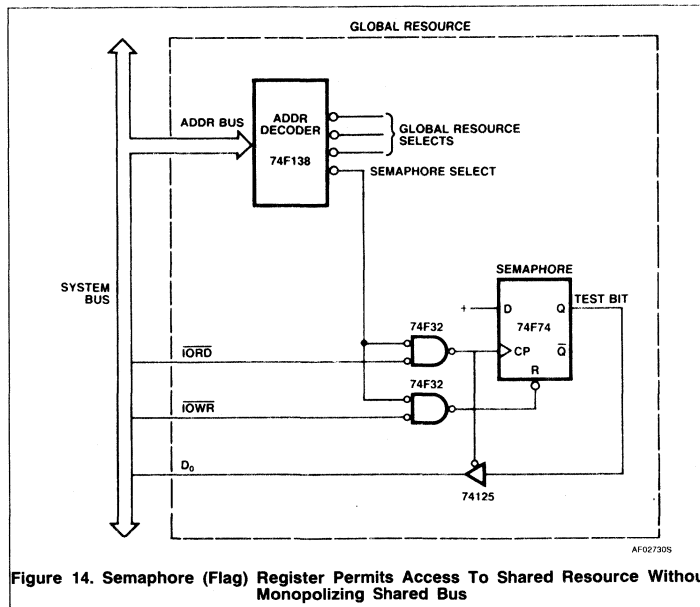 GLOBAL RESOURCE
ADDR BUS
ADDR
DECODER
74F138
GLOBAL RESOURCE
SELECTS
SEMAPHORE SELECT
SYSTEM
BUS
SEMAPHORE
TEST BIT
D
Q
+
74F74
74F32
CP
Q̅
R
I̅O̅R̅D̅
74F32
I̅O̅W̅R̅
D₀
74125
AF02730S
Figure 14. Semaphore (Flag) Register Permits Access To Shared Resource Withou
Monopolizing Shared Bus